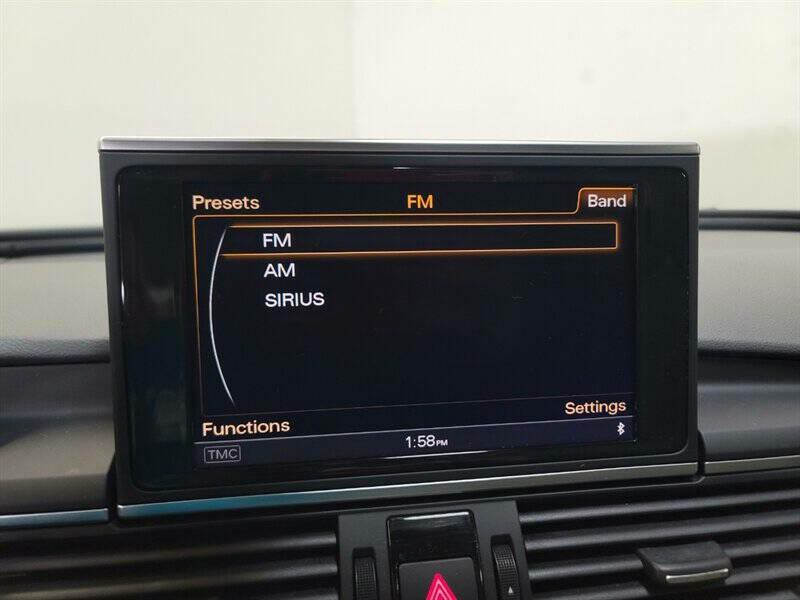 Presets FM Band
FM
AM
SIRIUS
Functions Settings
TMC 1:58PM